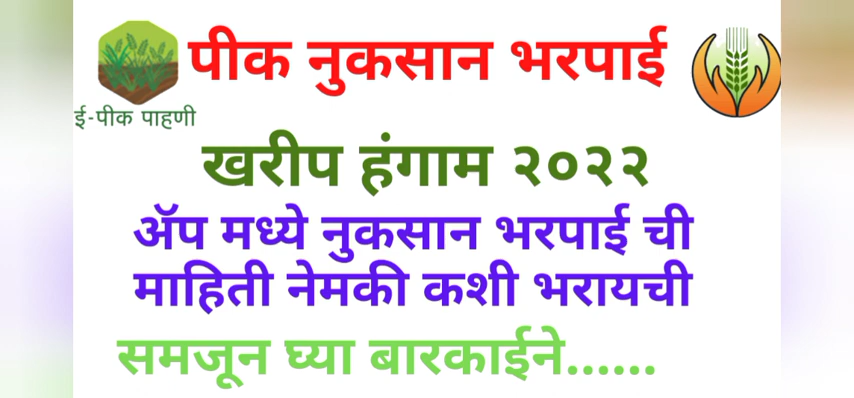 पीक नुकसान भरपाई
ई-पीक पाहणी
खरीप हंगाम २०२२
ॲप मध्ये नुकसान भरपाई ची
माहिती नेमकी कशी भरायची
समजून घ्या बारकाईने......